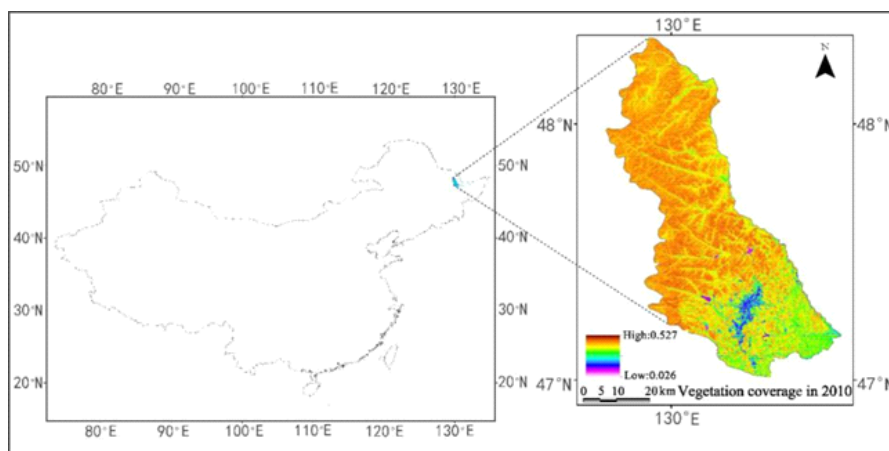 130°E
N
80°E 90°E 100°E 110°E 120°E 130°E
48°N 48°N
50°N 50°N
40°N 40°N
30°N 30°N
20°N 20°N
High:0.527
Low:0.026
0 5 10 20 km Vegetation coverage in 2010
47°N 47°N
130°E
80°E 90°E 100°E 110°E 120°E 130°E